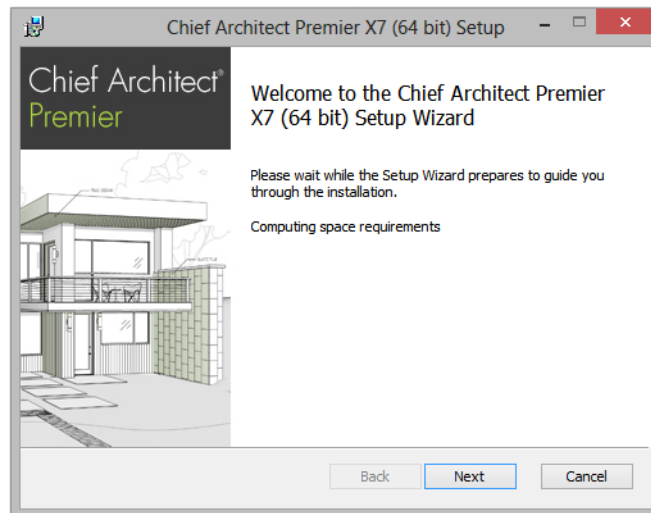 Chief Architect Premier X7 (64 bit) Setup
Chief Architect®
Premier
Welcome to the Chief Architect Premier
X7 (64 bit) Setup Wizard
Please wait while the Setup Wizard prepares to guide you
through the installation.
Computing space requirements
Back
Next
Cancel